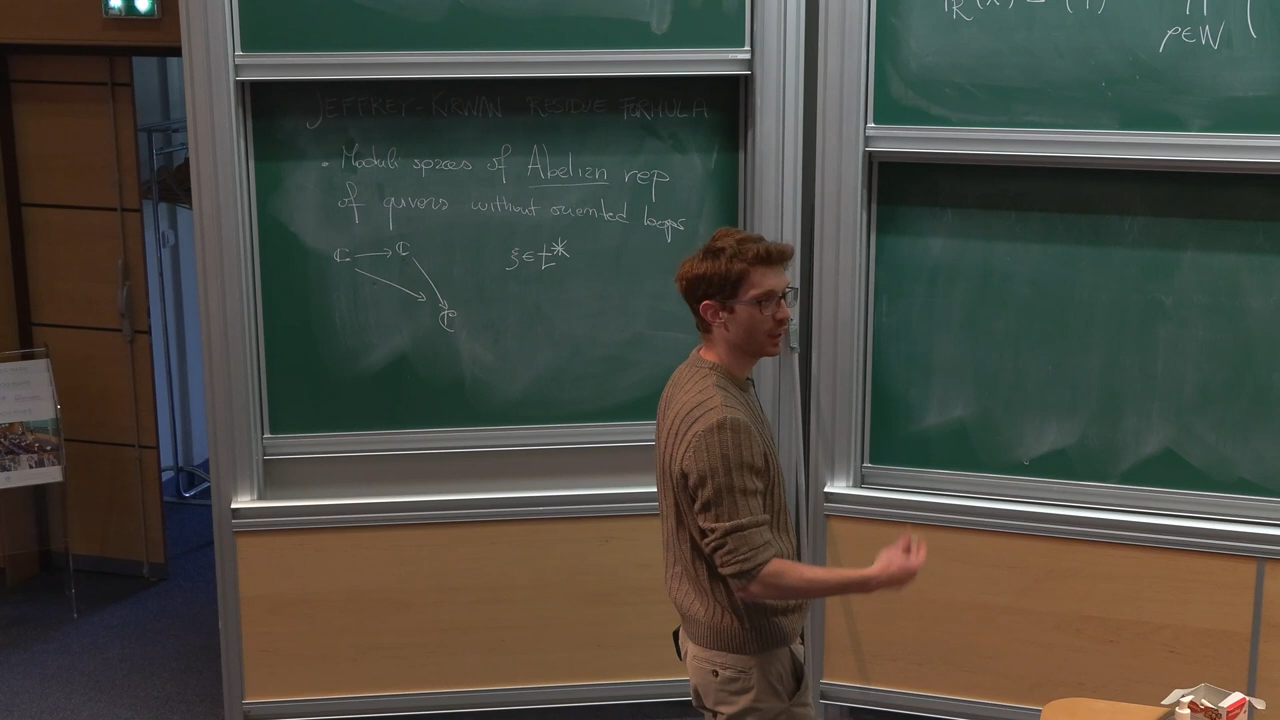 JEFFREY-KIRWAN RESIDUE FORMULA
• Moduli spaces of Abelian rep
of quivers without oriented loops
ℂ → ℂ ξ∈t*
ℂ
ρ∈W